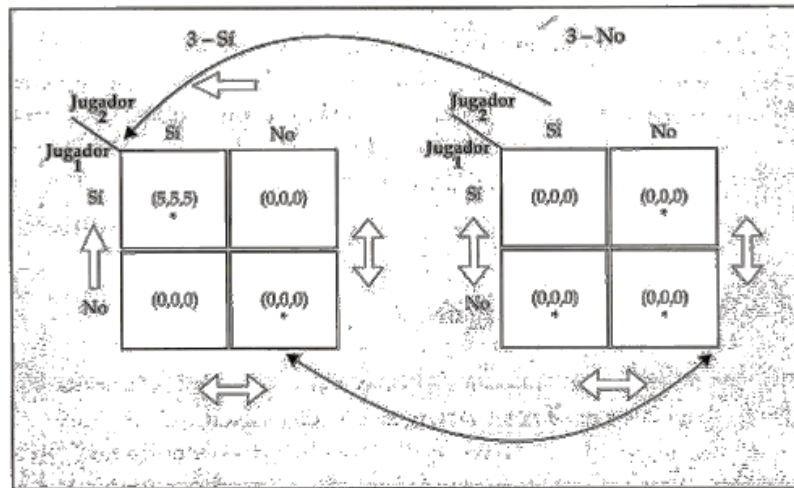 3 – Sí 3 – No
Jugador 2 Jugador 2
Sí No Sí No
Jugador 1 Jugador 1
Sí (5,5,5) (0,0,0) Sí (0,0,0) (0,0,0)
* *
No (0,0,0) (0,0,0) No (0,0,0) (0,0,0)
* * *